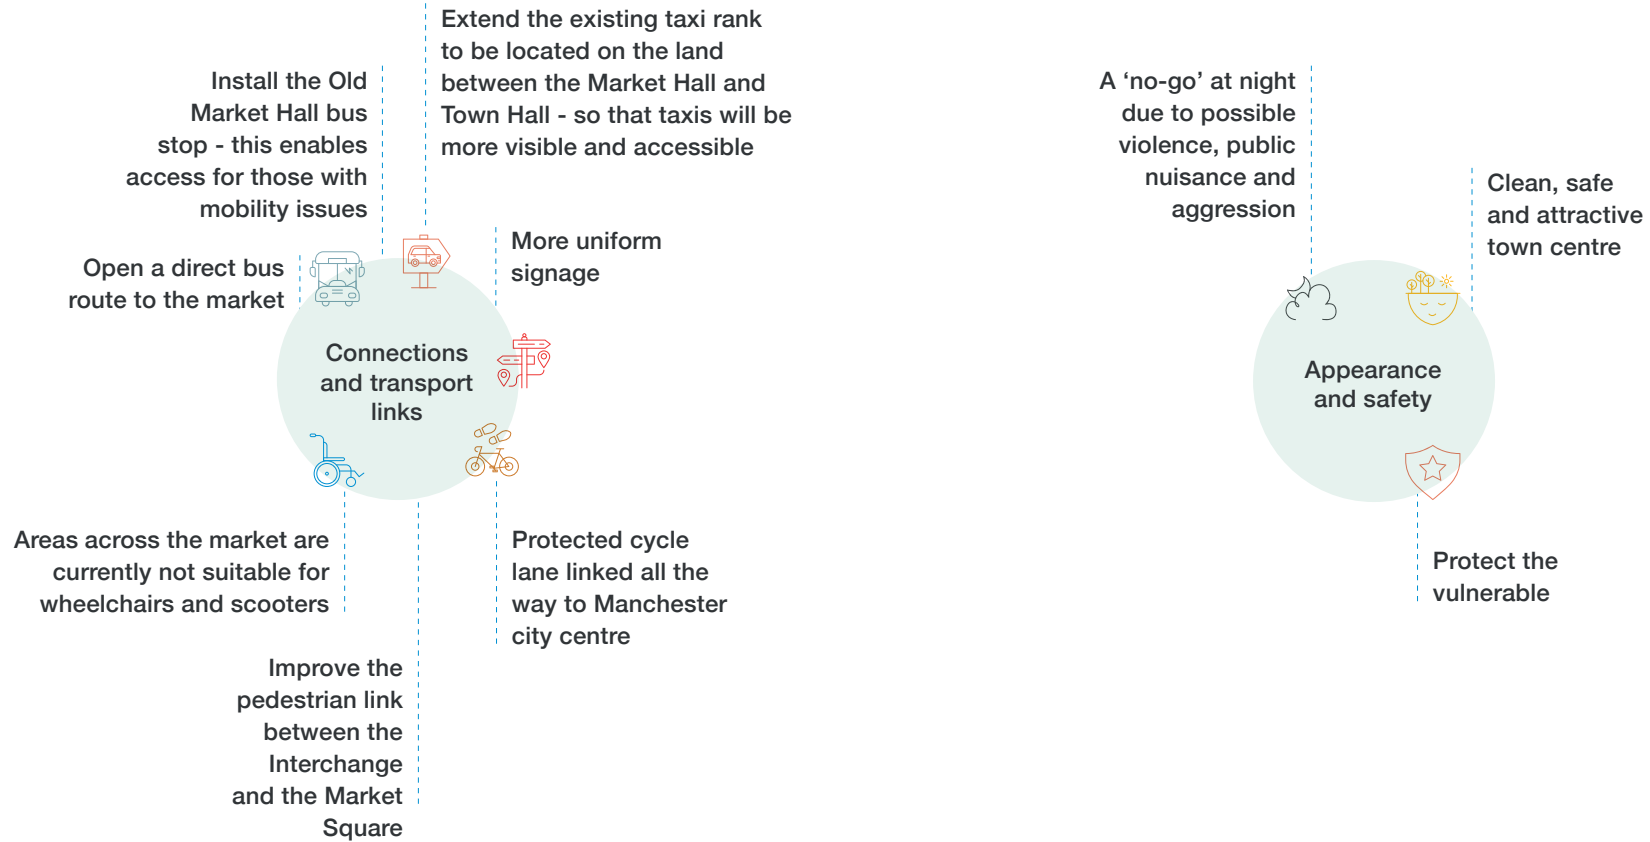 Extend the existing taxi rank
to be located on the land
between the Market Hall and
Town Hall - so that taxis will be
more visible and accessible
Install the Old
Market Hall bus
stop - this enables
access for those with
mobility issues
More uniform
signage
Open a direct bus
route to the market
Connections
and transport
links
Areas across the market are
currently not suitable for
wheelchairs and scooters
Protected cycle
lane linked all the
way to Manchester
city centre
Improve the
pedestrian link
between the
Interchange
and the Market
Square
A ‘no-go’ at night
due to possible
violence, public
nuisance and
aggression
Clean, safe
and attractive
town centre
Appearance
and safety
Protect the
vulnerable